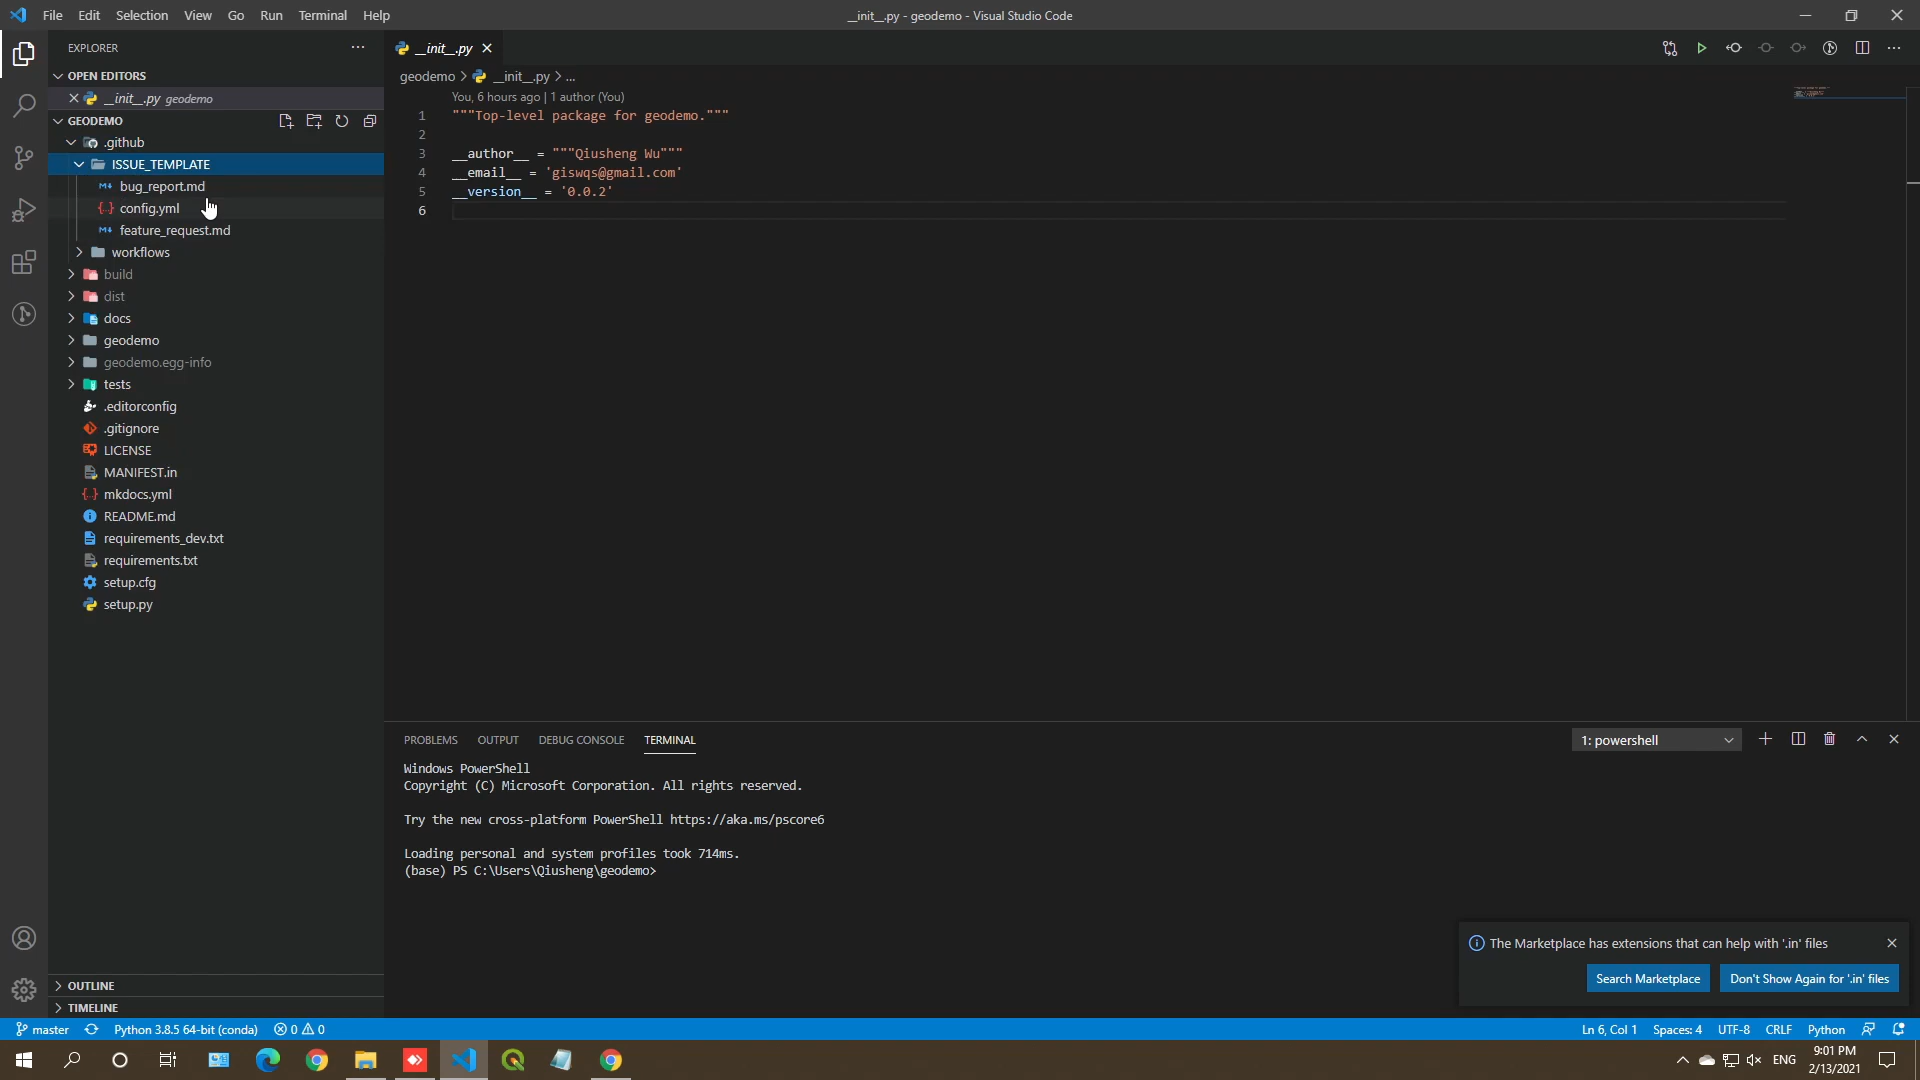 File Edit Selection View Go Run Terminal Help
__init__.py - geodemo - Visual Studio Code
EXPLORER
OPEN EDITORS
__init__.py geodemo
GEODEMO
.github
ISSUE_TEMPLATE
bug_report.md
config.yml
feature_request.md
workflows
build
dist
docs
geodemo
geodemo.egg-info
tests
.editorconfig
.gitignore
LICENSE
MANIFEST.in
mkdocs.yml
README.md
requirements_dev.txt
requirements.txt
setup.cfg
setup.py
OUTLINE
TIMELINE
__init__.py
geodemo > __init__.py > ...
You, 6 hours ago | 1 author (You)
1 """Top-level package for geodemo."""
2
3 __author__ = """Qiusheng Wu"""
4 __email__ = 'giswqs@gmail.com'
5 __version__ = '0.0.2'
6
PROBLEMS OUTPUT DEBUG CONSOLE TERMINAL
1: powershell
Windows PowerShell
Copyright (C) Microsoft Corporation. All rights reserved.
Try the new cross-platform PowerShell https://aka.ms/pscore6
Loading personal and system profiles took 714ms.
(base) PS C:\Users\Qiusheng\geodemo>
The Marketplace has extensions that can help with '.in' files
Search Marketplace Don't Show Again for '.in' files
master Python 3.8.5 64-bit (conda) 0 0
Ln 6, Col 1 Spaces: 4 UTF-8 CRLF Python
ENG
9:01 PM
2/13/2021